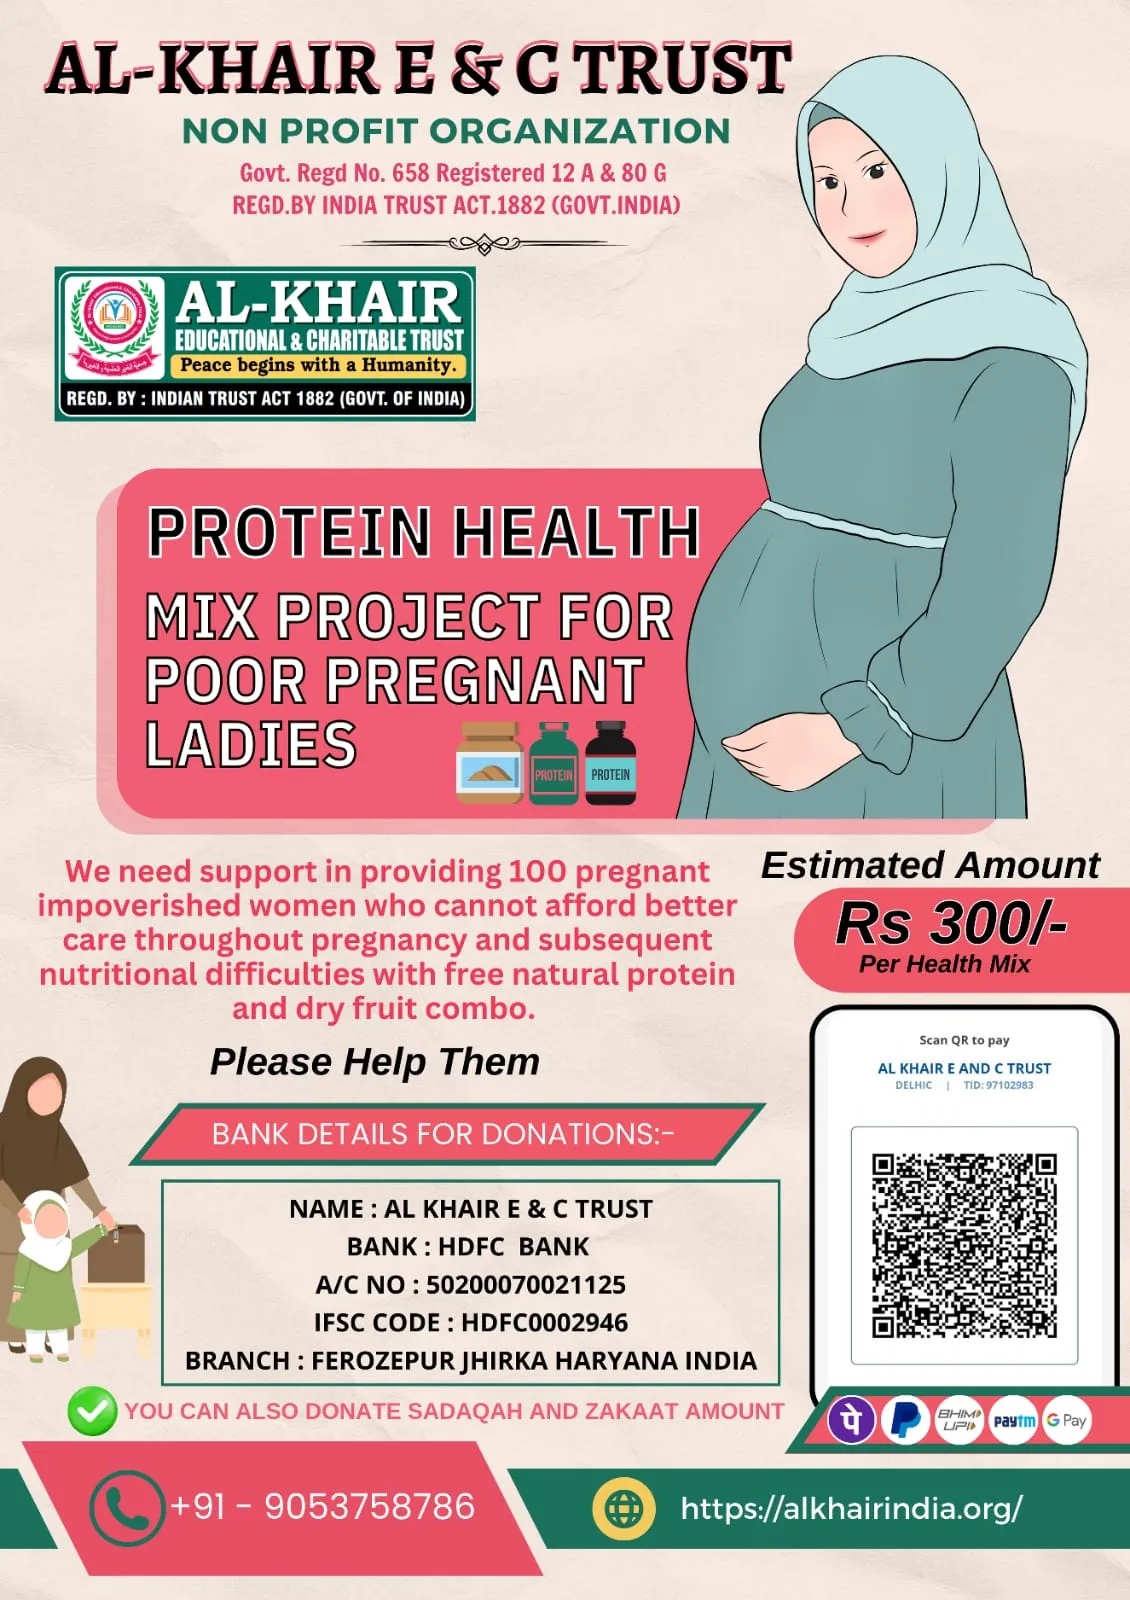 AL-KHAIR E & C TRUST
NON PROFIT ORGANIZATION
Govt. Regd No. 658 Registered 12 A & 80 G
REGD.BY INDIA TRUST ACT.1882 (GOVT.INDIA)
AL-KHAIR
EDUCATIONAL & CHARITABLE TRUST
Peace begins with a Humanity.
REGD. BY : INDIAN TRUST ACT 1882 (GOVT. OF INDIA)
PROTEIN HEALTH
MIX PROJECT FOR
POOR PREGNANT
LADIES
PROTEIN
PROTEIN
We need support in providing 100 pregnant
impoverished women who cannot afford better
care throughout pregnancy and subsequent
nutritional difficulties with free natural protein
and dry fruit combo.
Please Help Them
Estimated Amount
Rs 300/-
Per Health Mix
Scan QR to pay
AL KHAIR E AND C TRUST
DELHIC | TID: 97102983
BANK DETAILS FOR DONATIONS:-
NAME : AL KHAIR E & C TRUST
BANK : HDFC BANK
A/C NO : 50200070021125
IFSC CODE : HDFC0002946
BRANCH : FEROZEPUR JHIRKA HARYANA INDIA
YOU CAN ALSO DONATE SADAQAH AND ZAKAAT AMOUNT
पे
BHIM UPI
paytm
G Pay
+91 - 9053758786
https://alkhairindia.org/